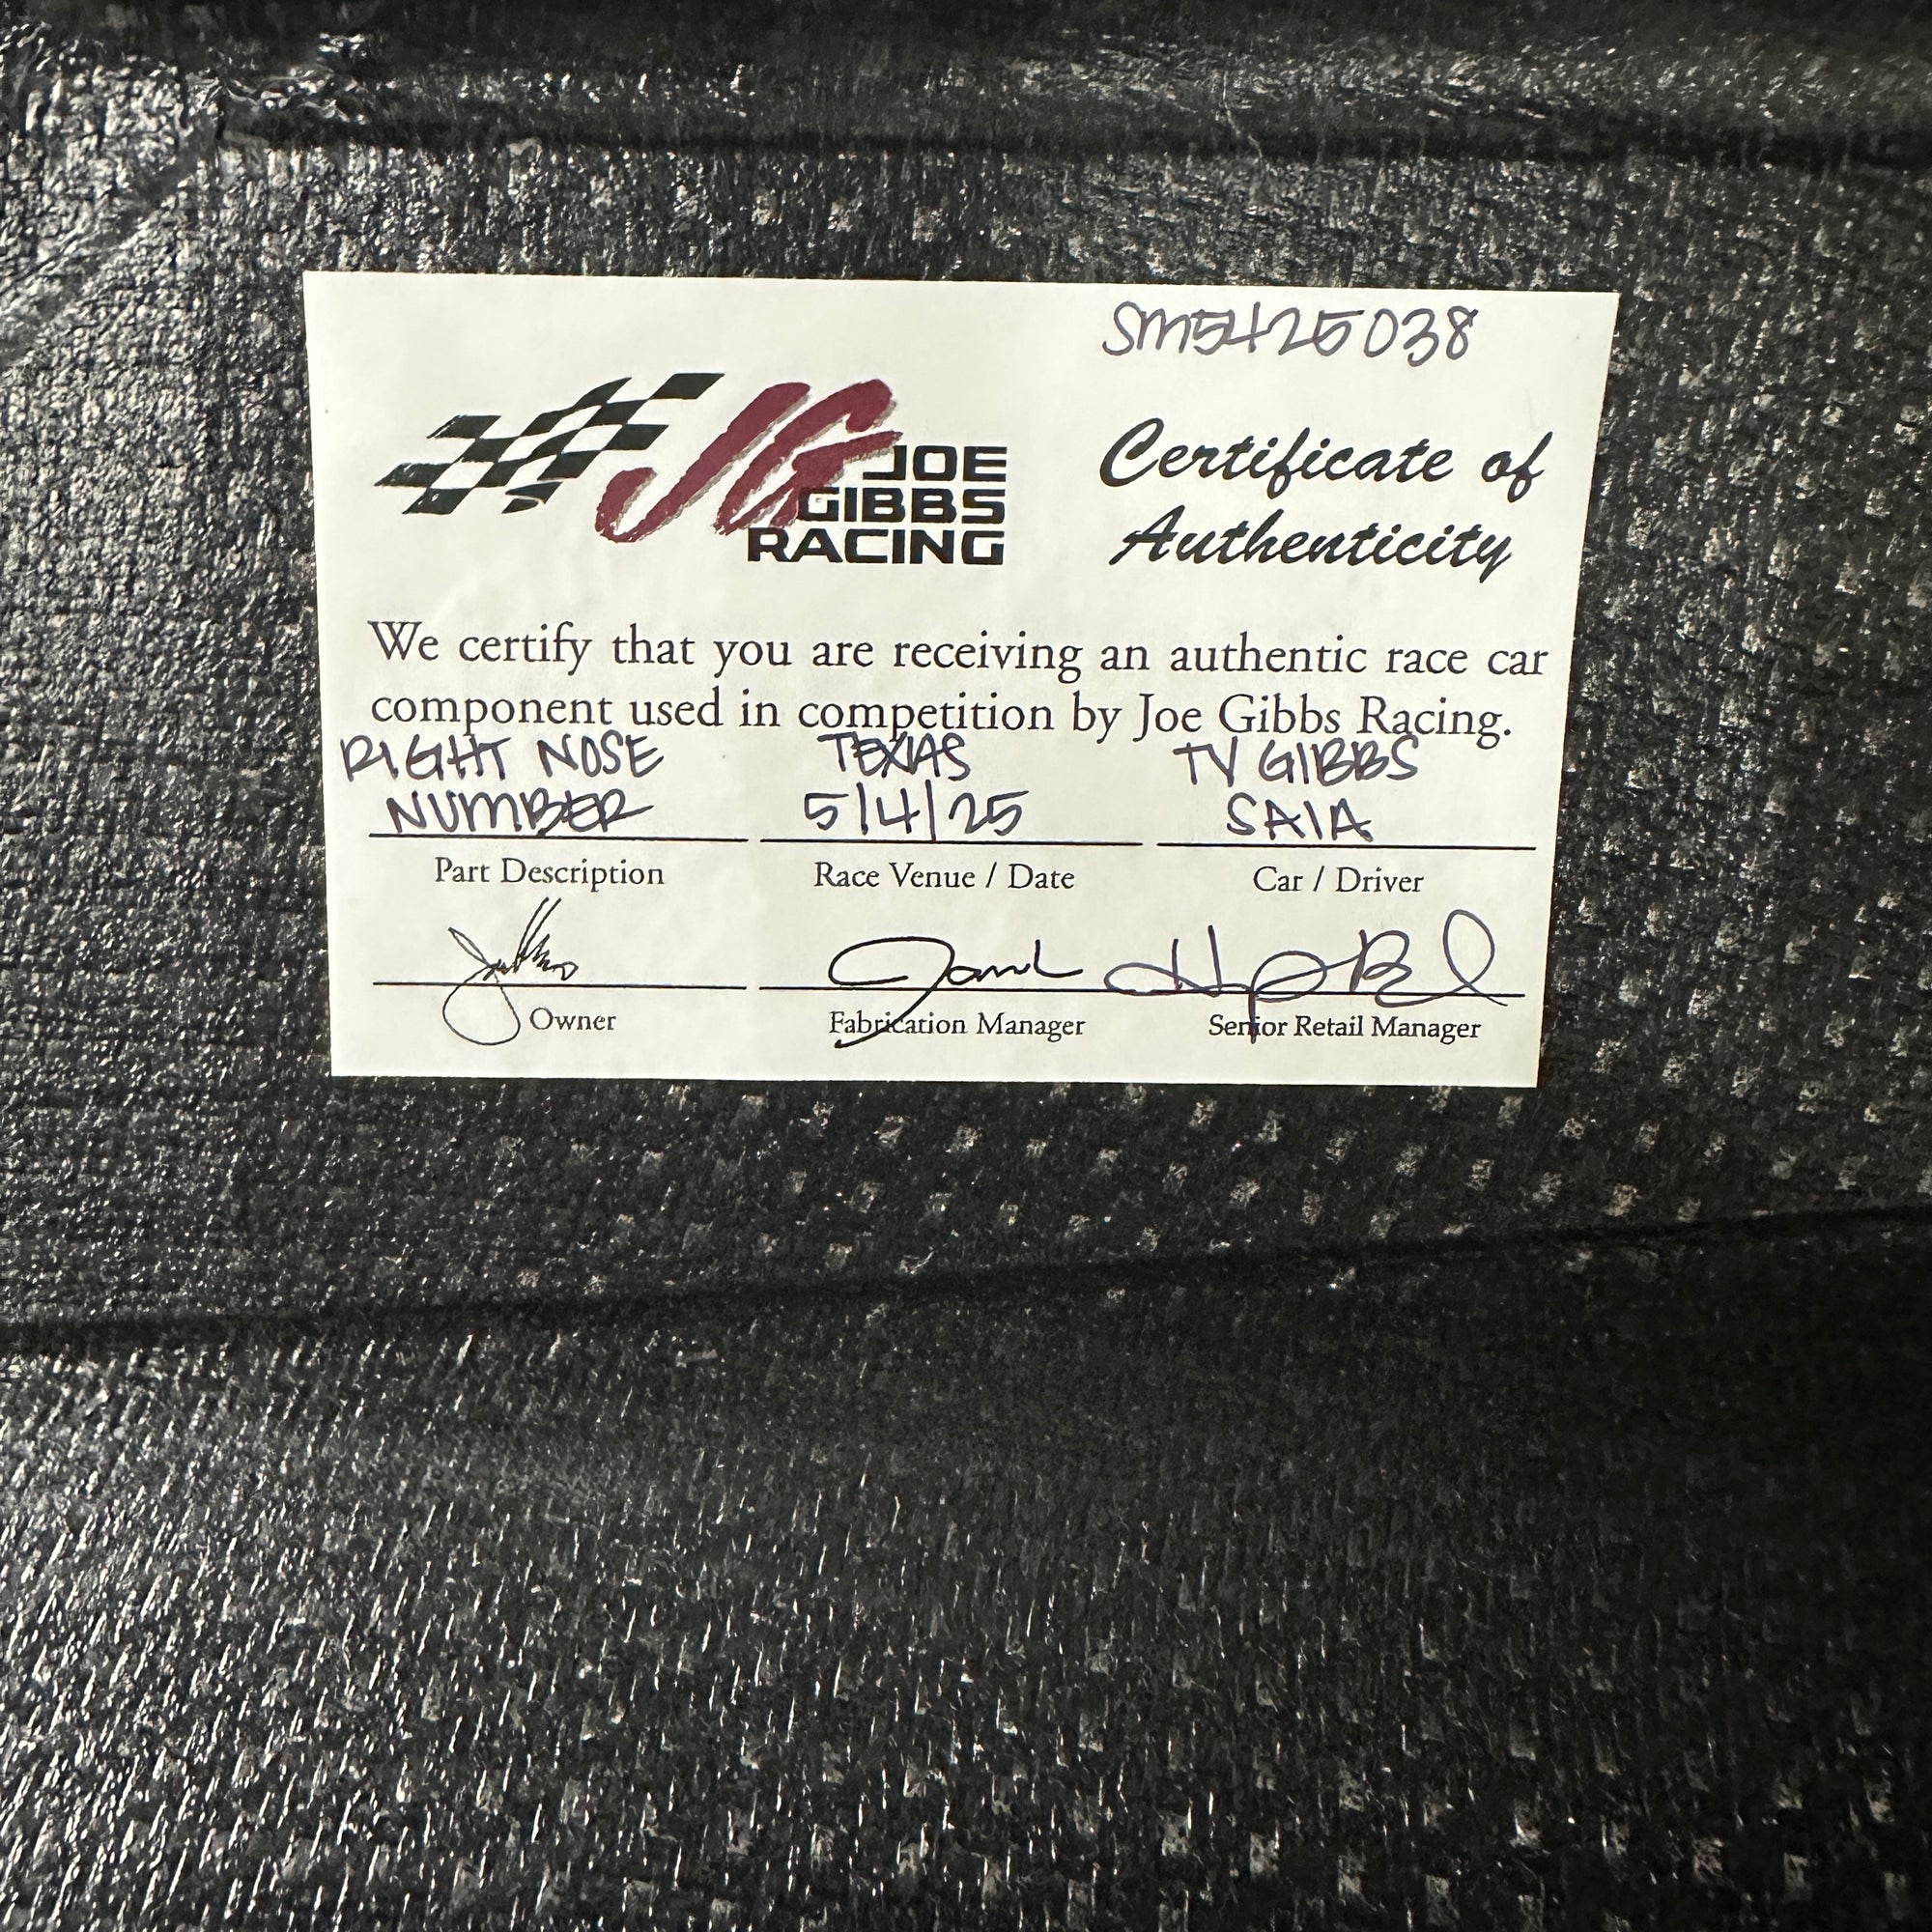 SM5425038
JG JOE
GIBBS
RACING
Certificate of
Authenticity
We certify that you are receiving an authentic race car
component used in competition by Joe Gibbs Racing.
RIGHT NOSE
NUMBER
Part Description
TEXAS
5/4/25
Race Venue / Date
TY GIBBS
SAIA
Car / Driver
Owner
Fabrication Manager
Senior Retail Manager